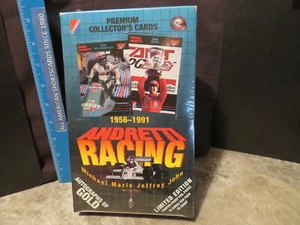 PREMIUM
COLLECTOR'S CARDS
ALL AMERICAN SPORTSCARDS SINCE 1980
1956-1991
ANDRETTI
RACING
Michael Mario Jeffrey John
AUTOGRAPHS OF
GOLD
LIMITED EDITION